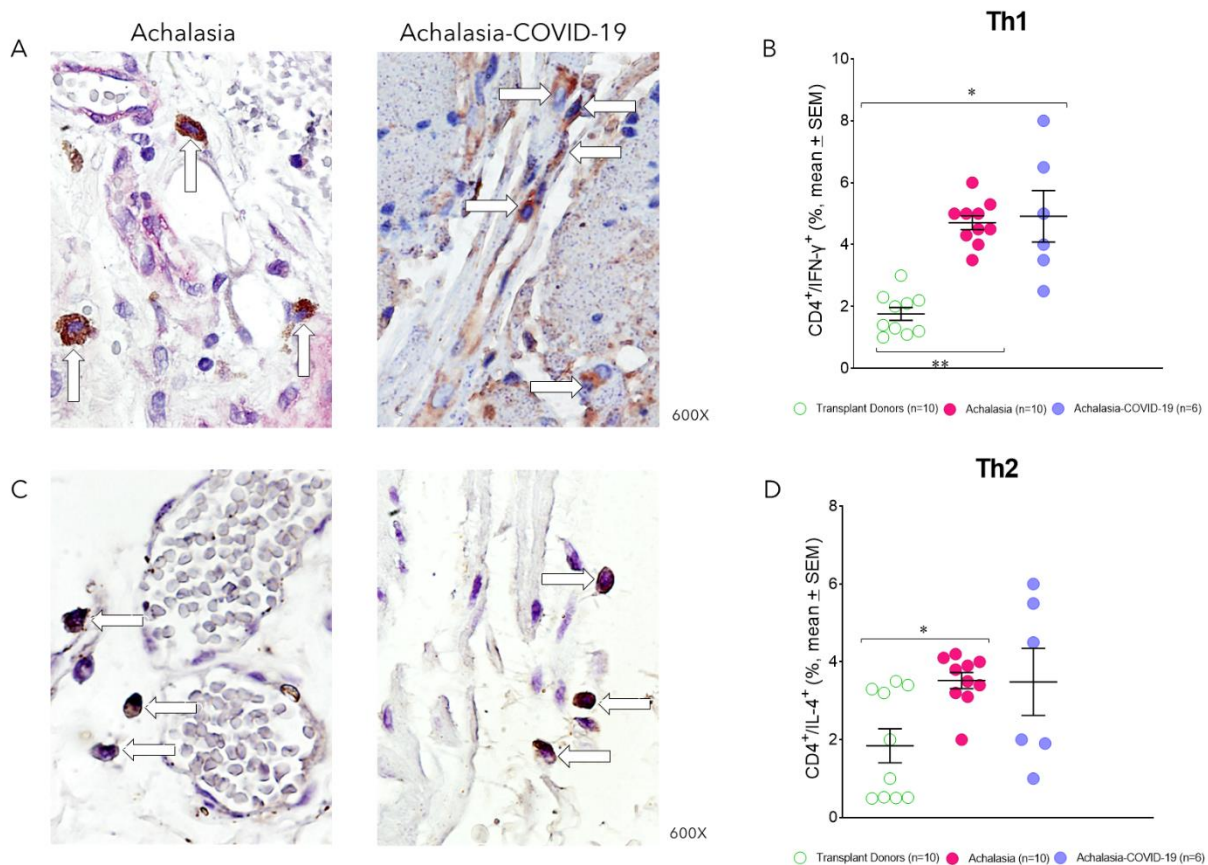 A
Achalasia
Achalasia-COVID-19
600X
B
Th1
CD4⁺/IFN-γ⁺ (%, mean ± SEM)
10
8
6
4
2
0
*
**
Transplant Donors (n=10) Achalasia (n=10) Achalasia-COVID-19 (n=6)
C
600X
D
Th2
CD4⁺/IL-4⁺ (%, mean ± SEM)
8
6
4
2
0
*
Transplant Donors (n=10) Achalasia (n=10) Achalasia-COVID-19 (n=6)